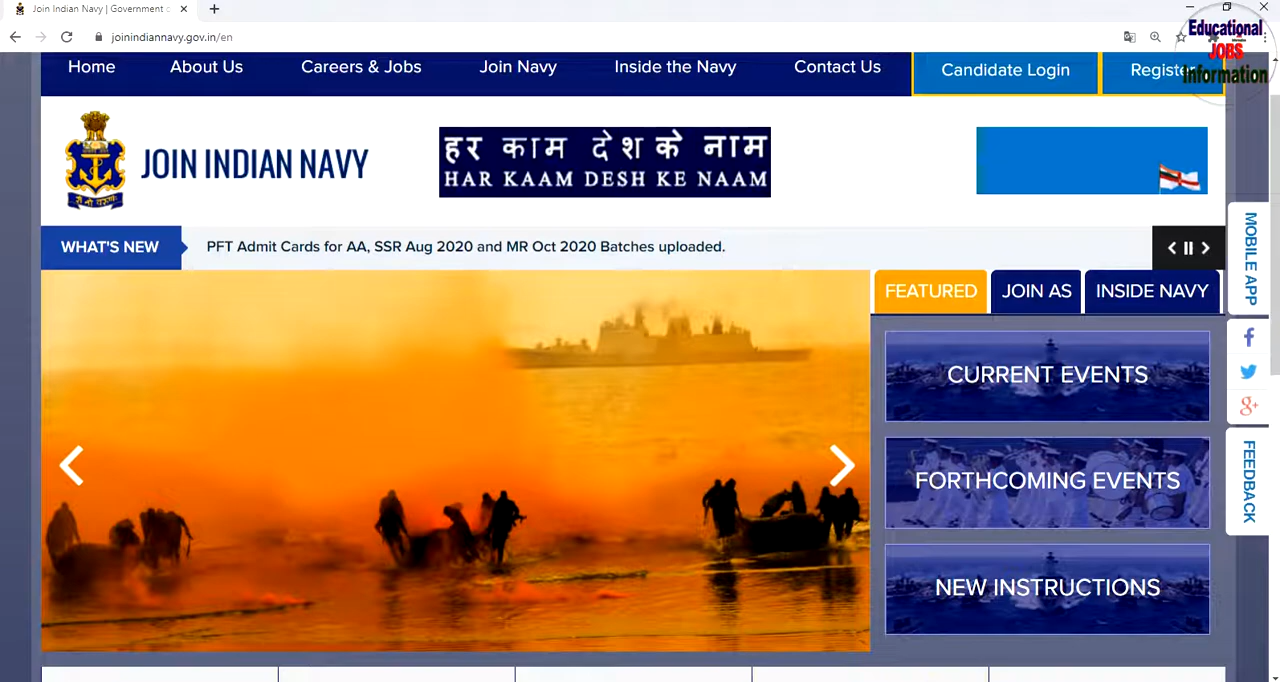 Join Indian Navy | Government o
joinindiannavy.gov.in/en
Educational
JOBS
Information
Home About Us Careers & Jobs Join Navy Inside the Navy Contact Us Candidate Login Register
JOIN INDIAN NAVY
हर काम देश के नाम
HAR KAAM DESH KE NAAM
WHAT'S NEW PFT Admit Cards for AA, SSR Aug 2020 and MR Oct 2020 Batches uploaded.
FEATURED JOIN AS INSIDE NAVY
MOBILE APP
CURRENT EVENTS
FORTHCOMING EVENTS
FEEDBACK
NEW INSTRUCTIONS